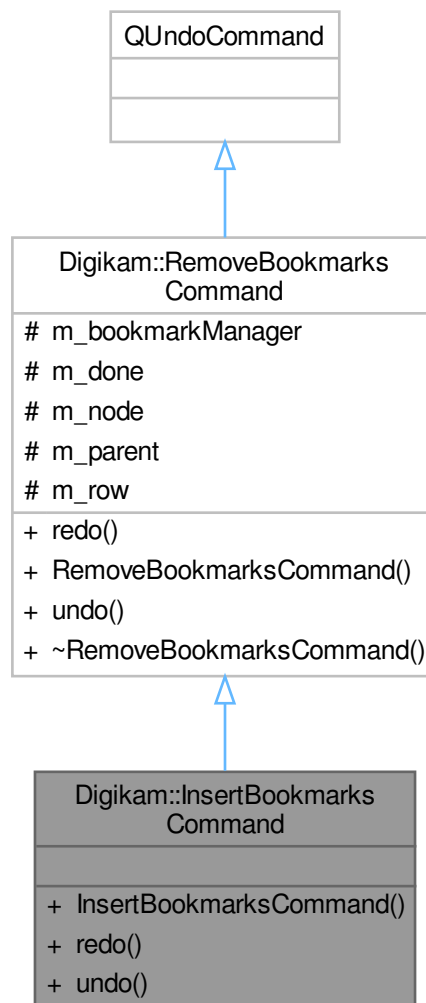 QUndoCommand
Digikam::RemoveBookmarks
Command
# m_bookmarkManager
# m_done
# m_node
# m_parent
# m_row
+ redo()
+ RemoveBookmarksCommand()
+ undo()
+ ~RemoveBookmarksCommand()
Digikam::InsertBookmarks
Command
+ InsertBookmarksCommand()
+ redo()
+ undo()